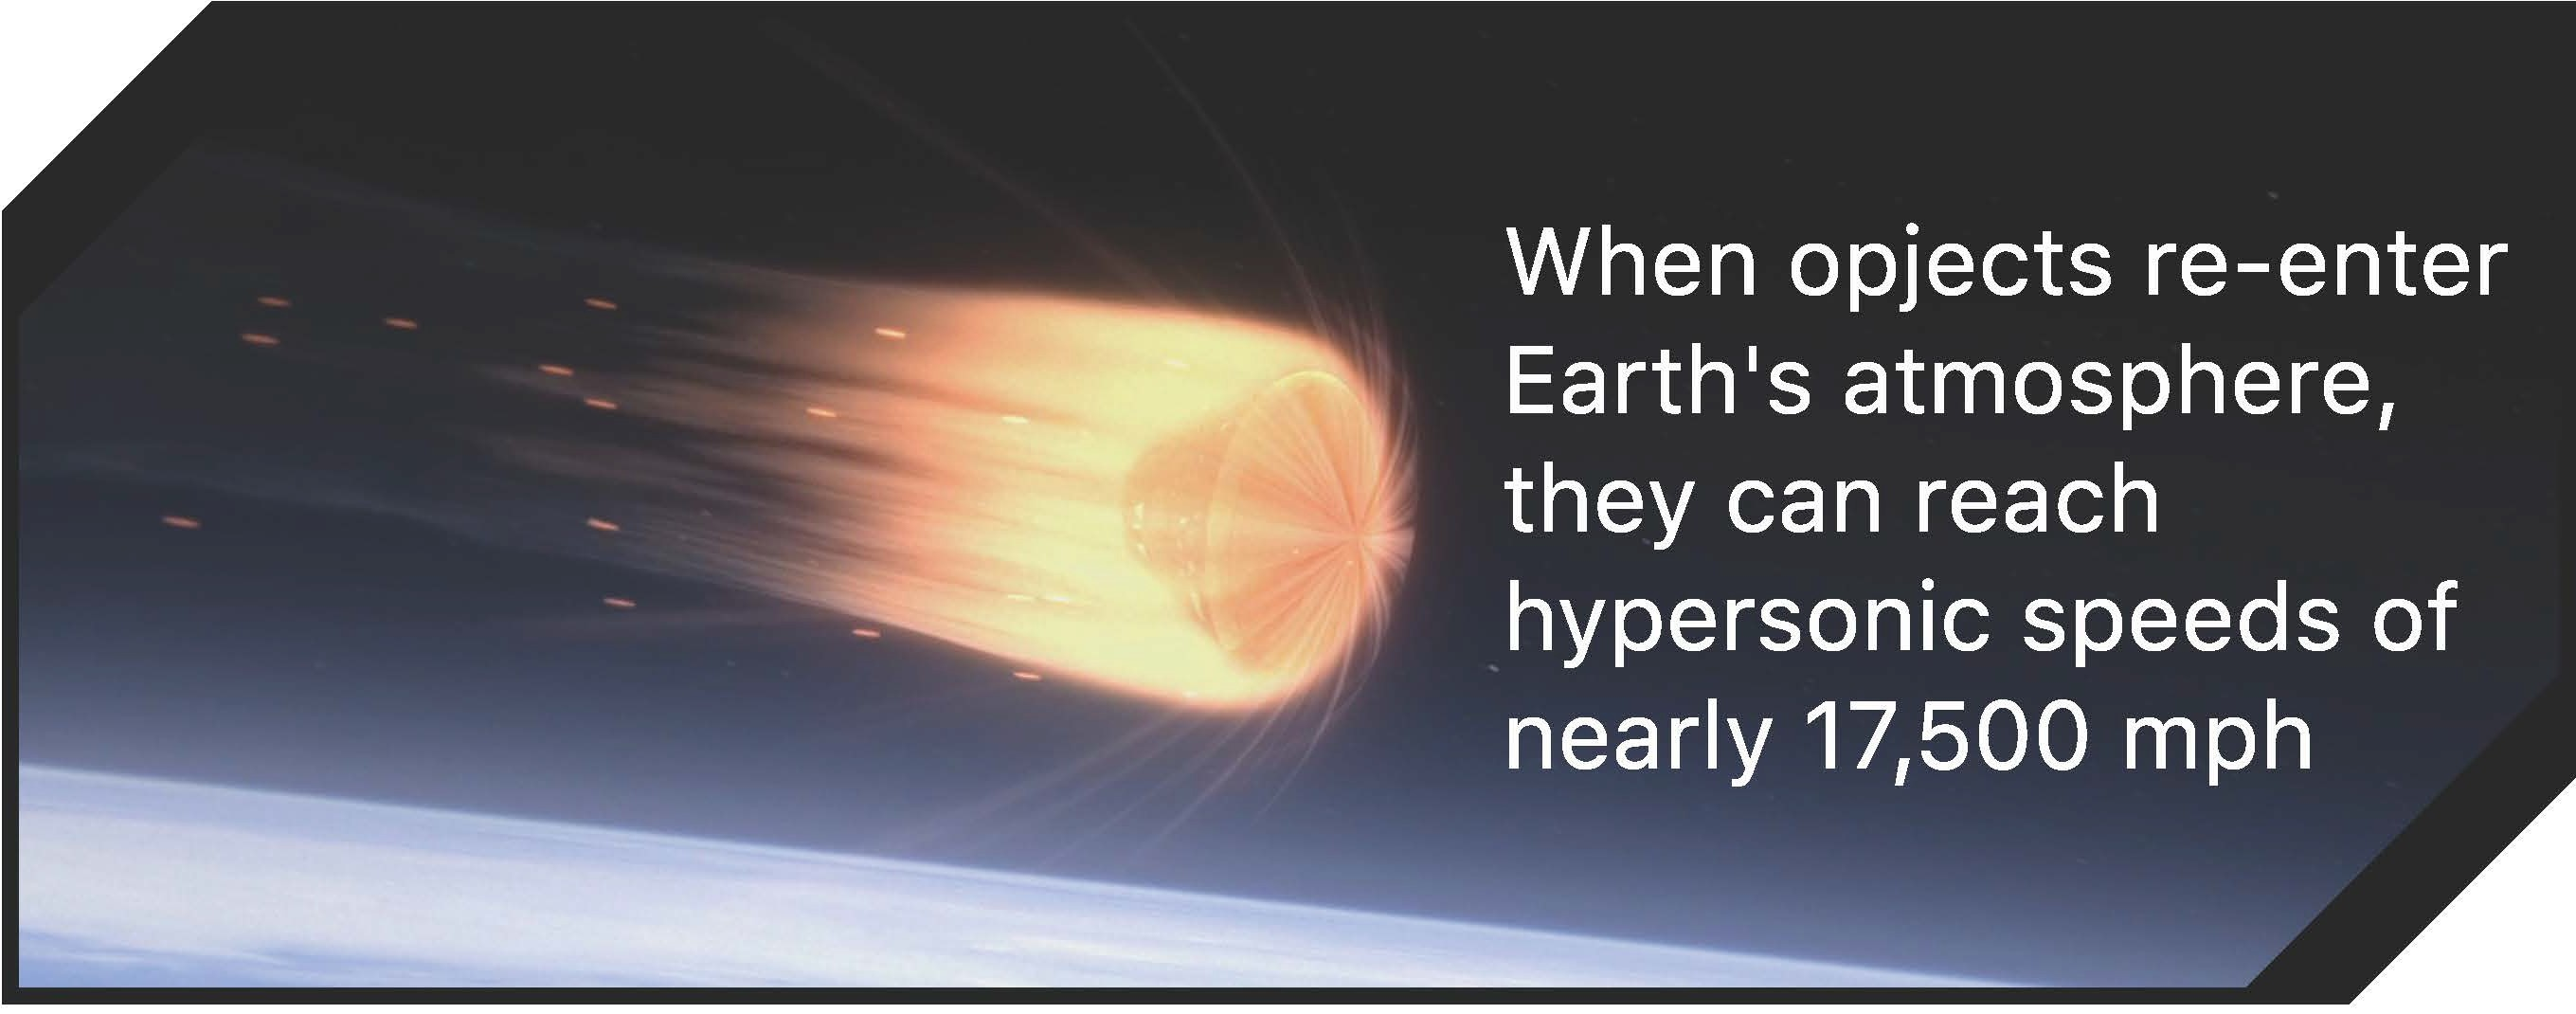 When opjects re-enter
Earth's atmosphere,
they can reach
hypersonic speeds of
nearly 17,500 mph